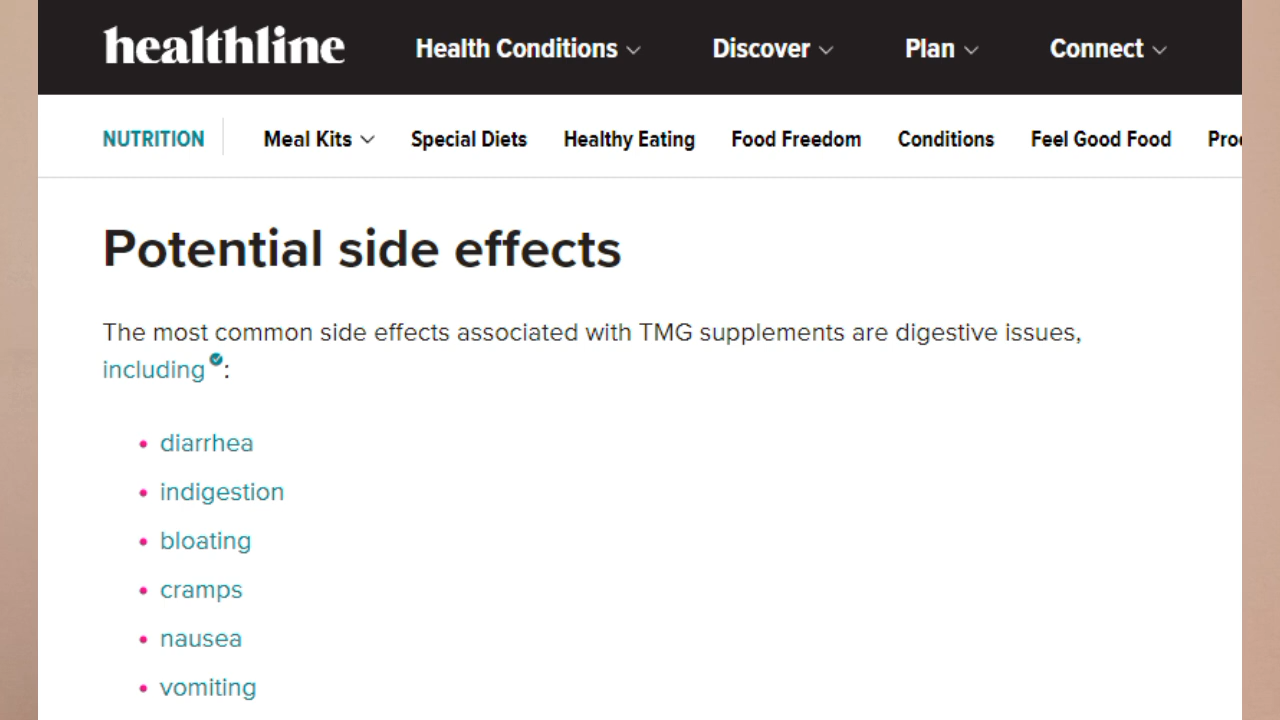 healthline Health Conditions Discover Plan Connect
NUTRITION Meal Kits Special Diets Healthy Eating Food Freedom Conditions Feel Good Food
Potential side effects
The most common side effects associated with TMG supplements are digestive issues,
including:
• diarrhea
• indigestion
• bloating
• cramps
• nausea
• vomiting